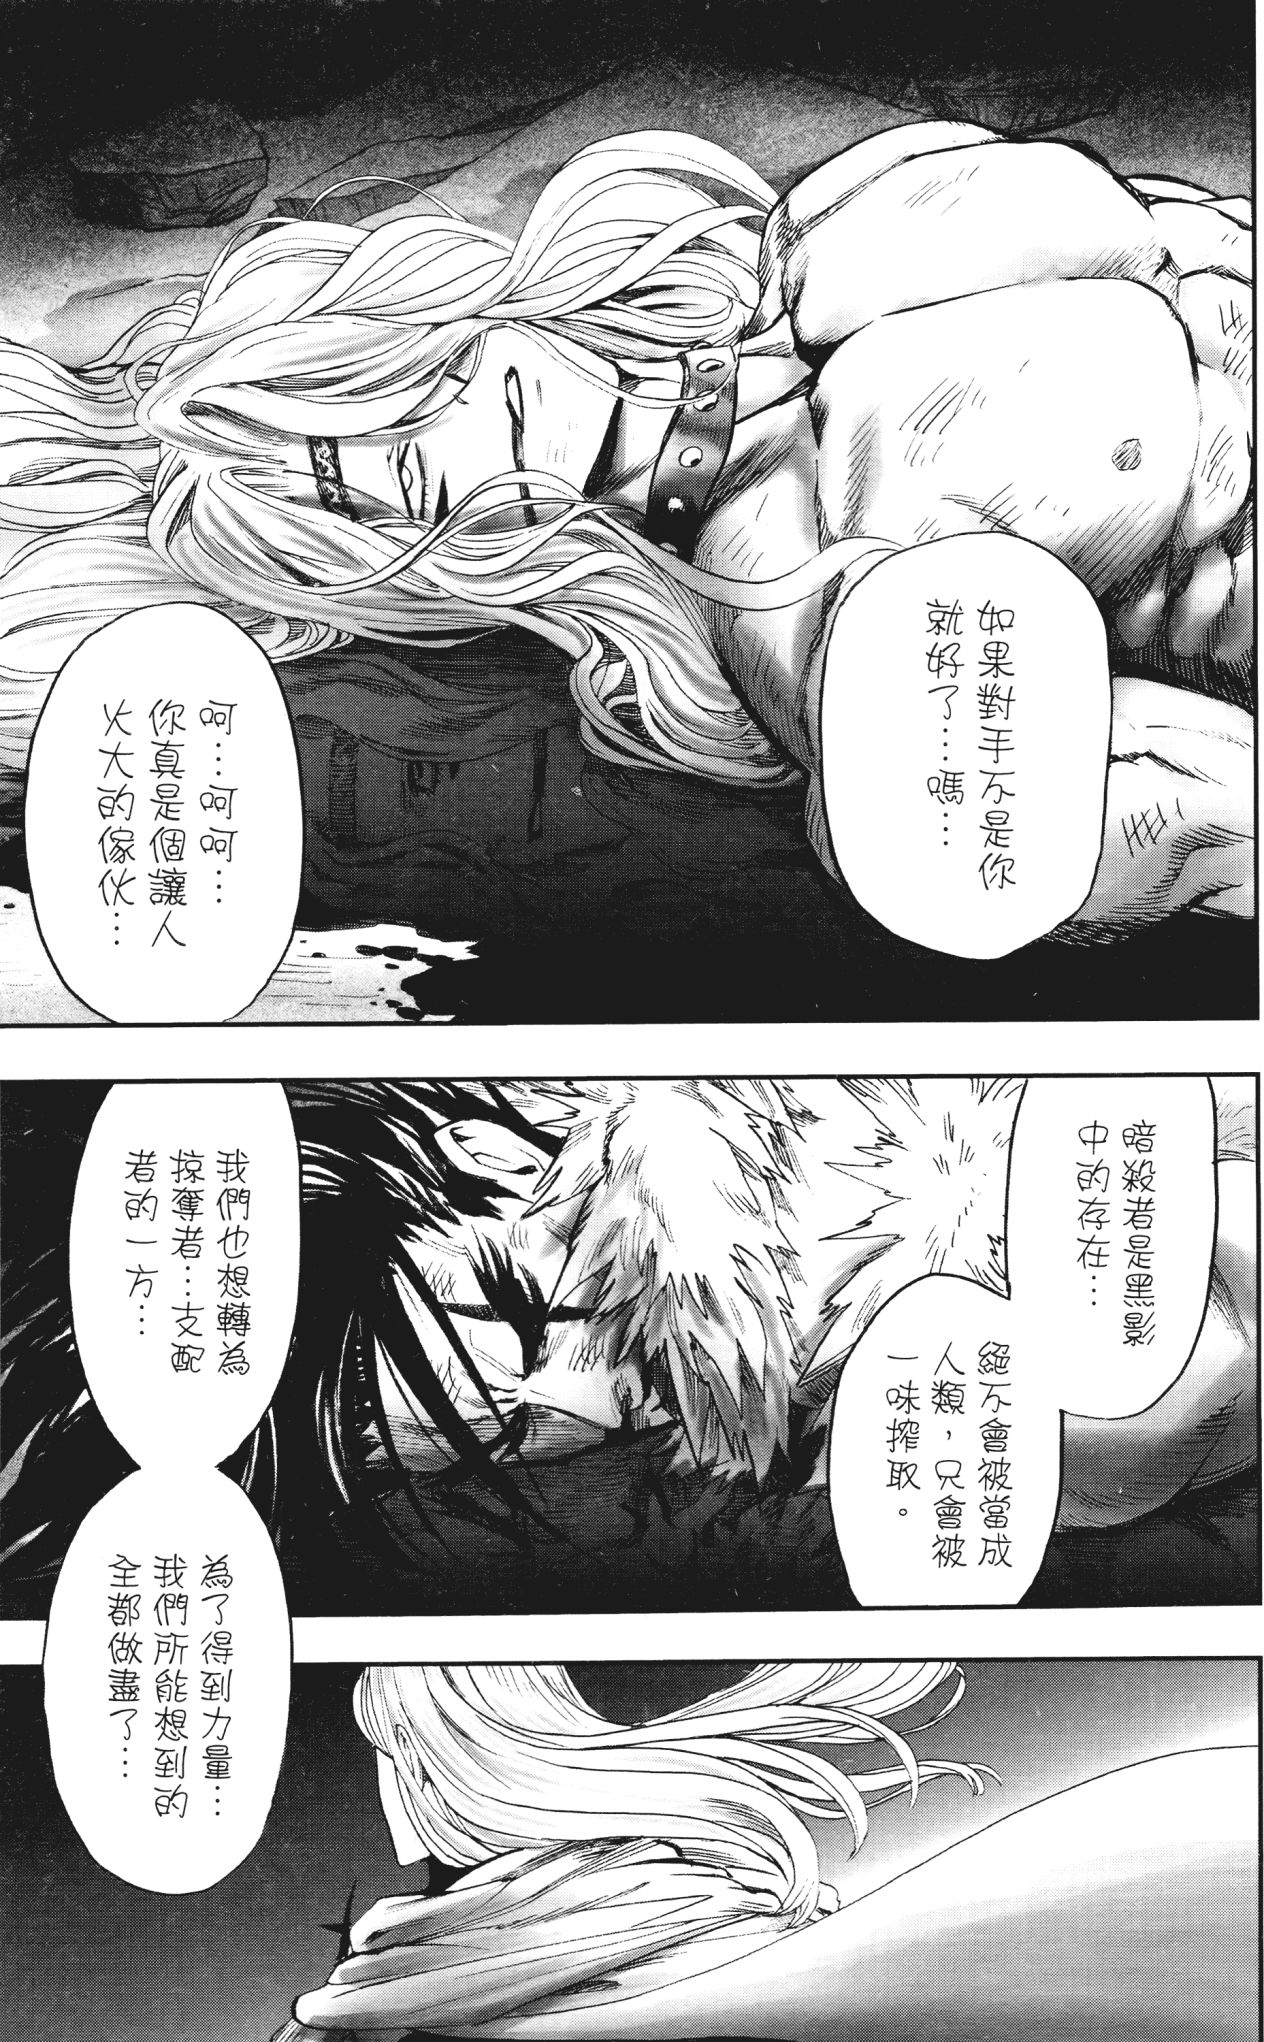 如果對手不是你
就好了…嗎…
呵…呵呵…
你真是個讓人
火大的傢伙…
暗殺者是黑影
中的存在…
絕不會被當成
人類，只會被
一味搾取。
我們也想轉為
掠奪者…支配
者的一方…
為了得到力量…
我們所能想到的
全都做盡了…